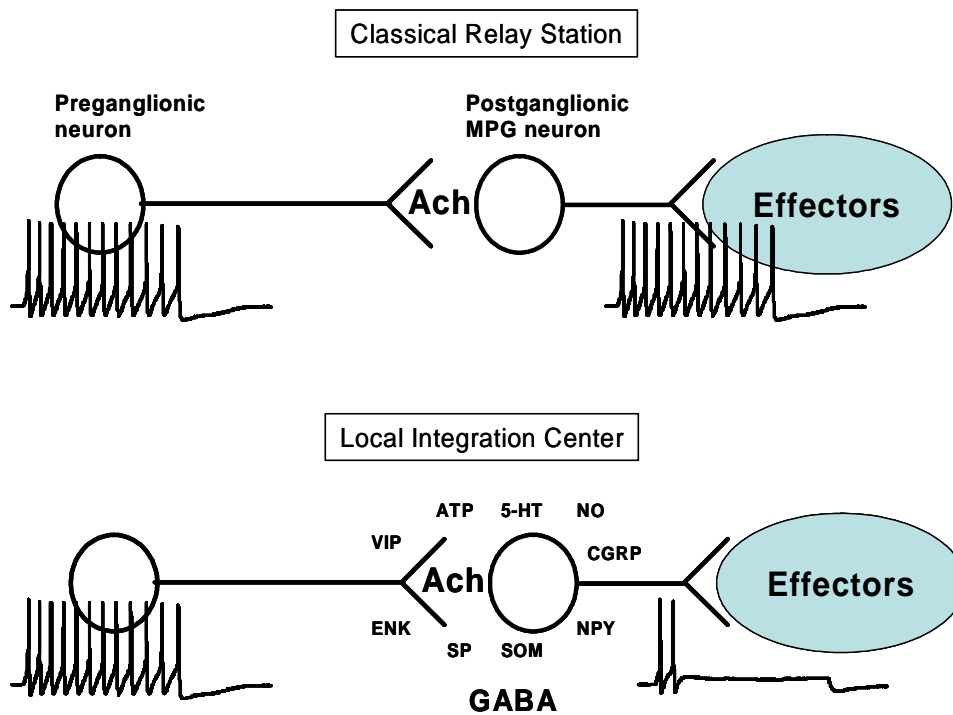 Classical Relay Station
Preganglionic
neuron
Postganglionic
MPG neuron
Ach
Effectors
Local Integration Center
ATP 5-HT NO
VIP
CGRP
Ach
Effectors
ENK
NPY
SP SOM
GABA